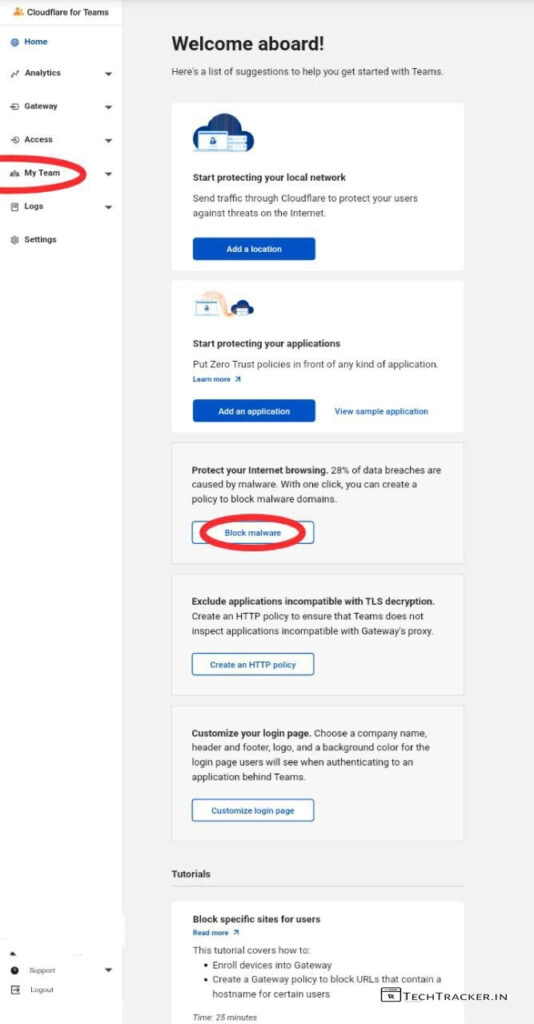 Cloudflare for Teams
Home
Analytics
Gateway
Access
My Team
Logs
Settings
Support
Logout
Welcome aboard!
Here's a list of suggestions to help you get started with Teams.
Start protecting your local network
Send traffic through Cloudflare to protect your users
against threats on the Internet.
Add a location
Start protecting your applications
Put Zero Trust policies in front of any kind of application.
Learn more
Add an application
View sample application
Protect your Internet browsing. 28% of data breaches are
caused by malware. With one click, you can create a
policy to block malware domains.
Block malware
Exclude applications incompatible with TLS decryption.
Create an HTTP policy to ensure that Teams does not
inspect applications incompatible with Gateway's proxy.
Create an HTTP policy
Customize your login page. Choose a company name,
header and footer, logo, and a background color for the
login page users will see when authenticating to an
application behind Teams.
Customize login page
Tutorials
Block specific sites for users
Read more
This tutorial covers how to:
• Enroll devices into Gateway
• Create a Gateway policy to block URLs that contain a
hostname for certain users
Time: 25 minutes
TECHTRACKER.IN